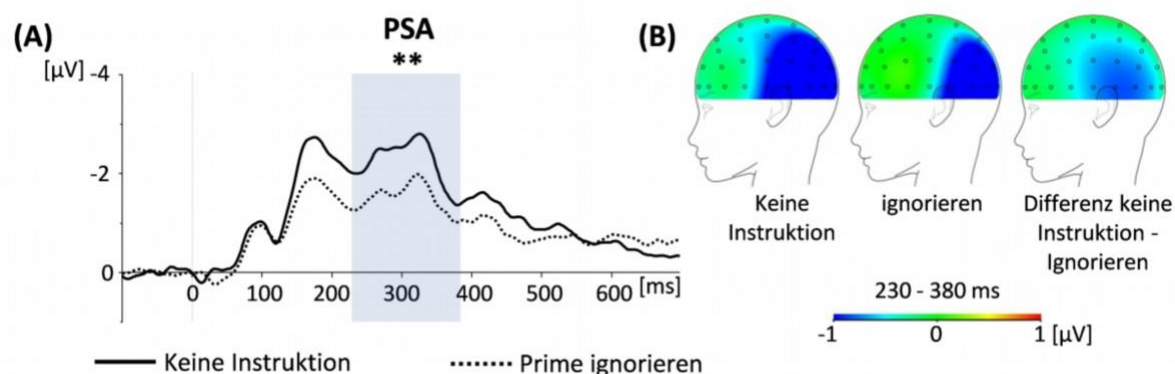 (A)
PSA
**
[µV]
-4
-2
0
0 100 200 300 400 500 600 [ms]
Keine Instruktion
Prime ignorieren
(B)
Keine
Instruktion
ignorieren
Differenz keine
Instruktion -
Ignorieren
230 - 380 ms
-1 0 1 [µV]